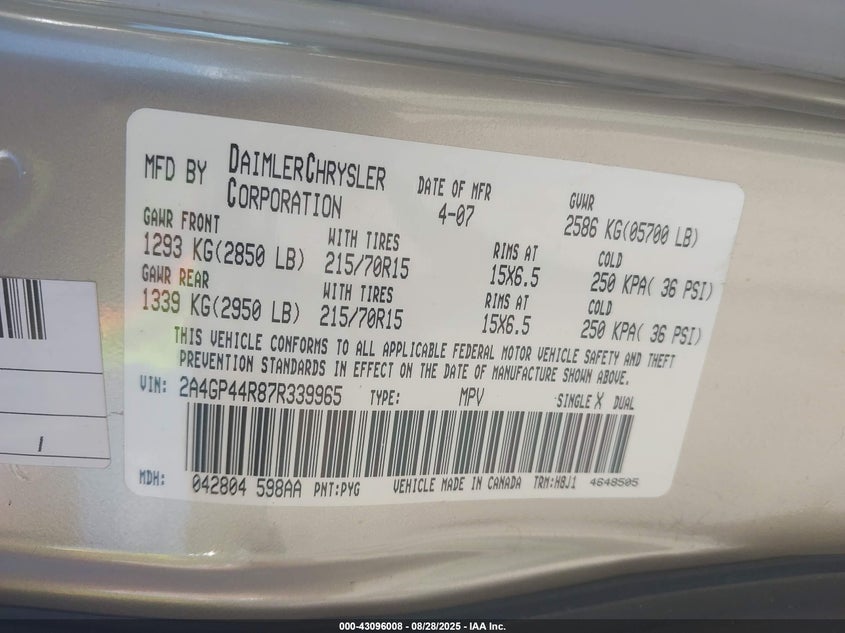 MFD BY DAIMLERCHRYSLER CORPORATION
DATE OF MFR 4-07
GVWR 2586 KG(05700 LB)
GAWR FRONT 1293 KG(2850 LB)
WITH TIRES 215/70R15
RIMS AT 15X6.5
COLD 250 KPA( 36 PSI)
GAWR REAR 1339 KG(2950 LB)
WITH TIRES 215/70R15
RIMS AT 15X6.5
COLD 250 KPA( 36 PSI)
THIS VEHICLE CONFORMS TO ALL APPLICABLE FEDERAL MOTOR VEHICLE SAFETY AND THEFT
PREVENTION STANDARDS IN EFFECT ON THE DATE OF MANUFACTURE SHOWN ABOVE.
VIN: 2A4GP44R87R339965 TYPE: MPV SINGLE X DUAL
MDH: 042804 598AA PNT:PYG VEHICLE MADE IN CANADA TRM:H8J1 4648505
000-43096008 - 08/28/2025 - IAA Inc.